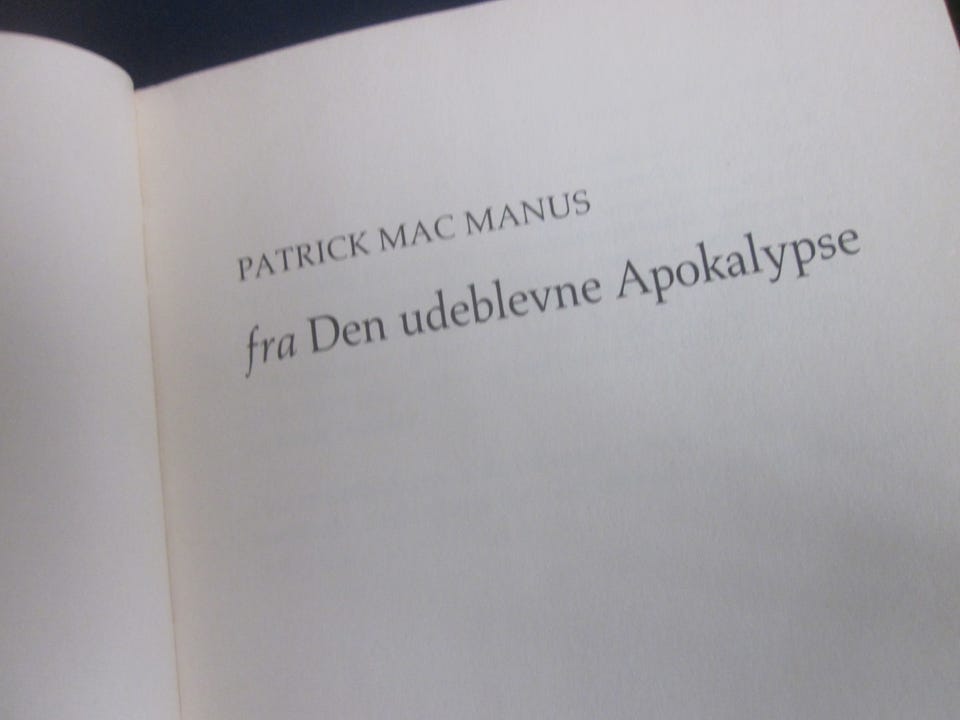 PATRICK MAC MANUS
fra Den udeblevne Apokalypse